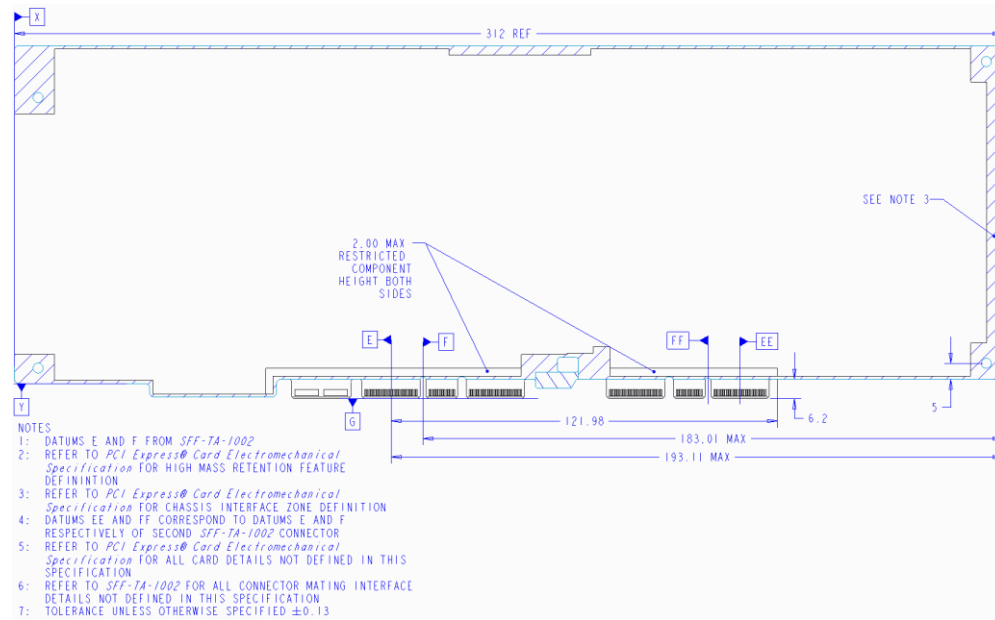 X
312 REF
SEE NOTE 3
2.00 MAX
RESTRICTED
COMPONENT
HEIGHT BOTH
SIDES
E
F
FF
EE
Y
G
121.98
6.2
5
183.01 MAX
193.11 MAX
NOTES
1: DATUMS E AND F FROM SFF-TA-1002
2: REFER TO PCI Express® Card Electromechanical
Specification FOR HIGH MASS RETENTION FEATURE
DEFININTION
3: REFER TO PCI Express® Card Electromechanical
Specification FOR CHASSIS INTERFACE ZONE DEFINITION
4: DATUMS EE AND FF CORRESPOND TO DATUMS E AND F
RESPECTIVELY OF SECOND SFF-TA-1002 CONNECTOR
5: REFER TO PCI Express® Card Electromechanical
Specification FOR ALL CARD DETAILS NOT DEFINED IN THIS
SPECIFICATION
6: REFER TO SFF-TA-1002 FOR ALL CONNECTOR MATING INTERFACE
DETAILS NOT DEFINED IN THIS SPECIFICATION
7: TOLERANCE UNLESS OTHERWISE SPECIFIED ±0.13